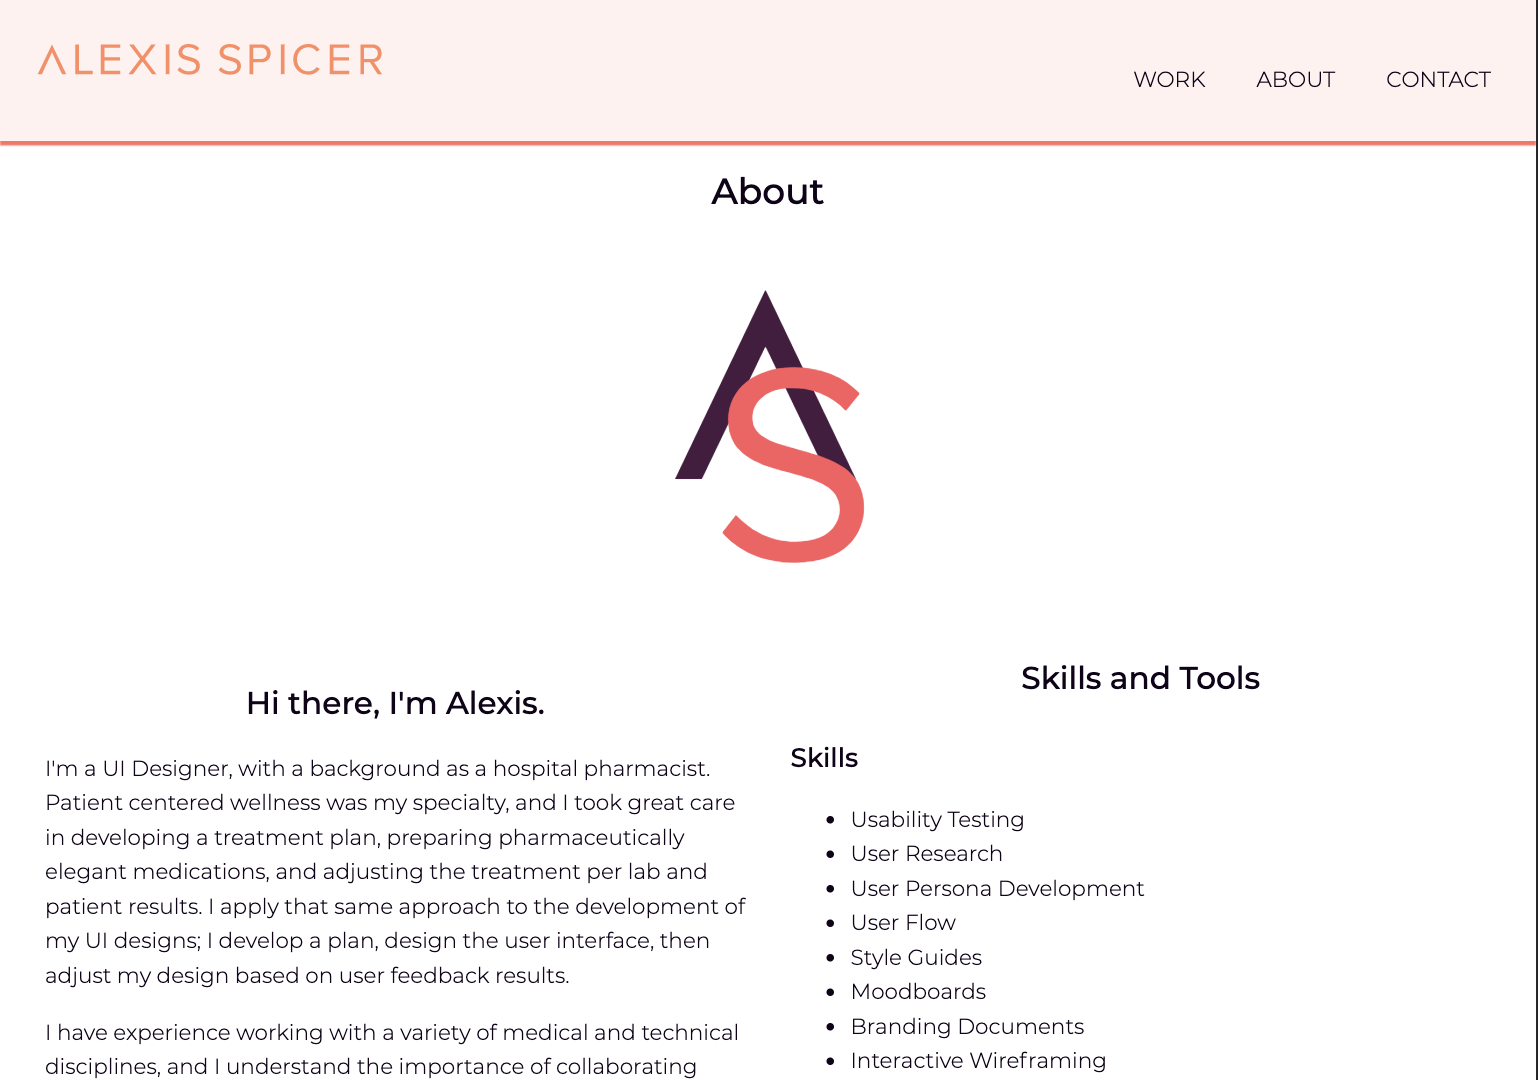 ALEXIS SPICER
WORK ABOUT CONTACT
About
AS
Hi there, I'm Alexis.
I'm a UI Designer, with a background as a hospital pharmacist.
Patient centered wellness was my specialty, and I took great care
in developing a treatment plan, preparing pharmaceutically
elegant medications, and adjusting the treatment per lab and
patient results. I apply that same approach to the development of
my UI designs; I develop a plan, design the user interface, then
adjust my design based on user feedback results.
I have experience working with a variety of medical and technical
disciplines, and I understand the importance of collaborating
Skills and Tools
Skills
• Usability Testing
• User Research
• User Persona Development
• User Flow
• Style Guides
• Moodboards
• Branding Documents
• Interactive Wireframing